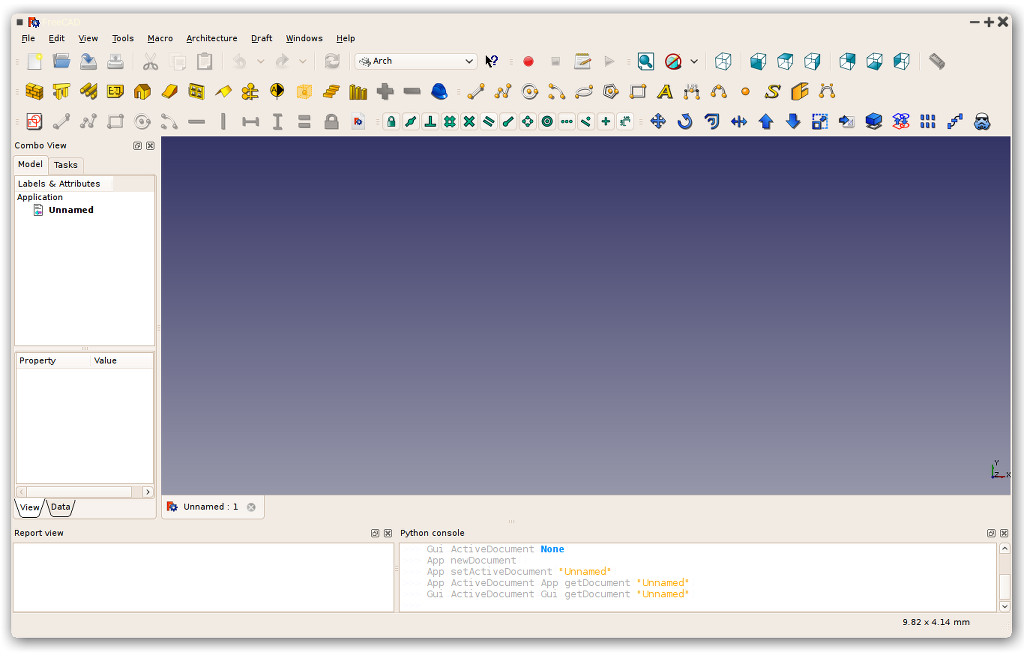 FreeCAD
File Edit View Tools Macro Architecture Draft Windows Help
Arch
Combo View
Model Tasks
Labels & Attributes
Application
Unnamed
Property Value
View Data
Unnamed : 1
Y
Z X
Report view
Python console
Gui ActiveDocument None
App newDocument
App setActiveDocument "Unnamed"
App ActiveDocument App getDocument "Unnamed"
Gui ActiveDocument Gui getDocument "Unnamed"
9.82 x 4.14 mm